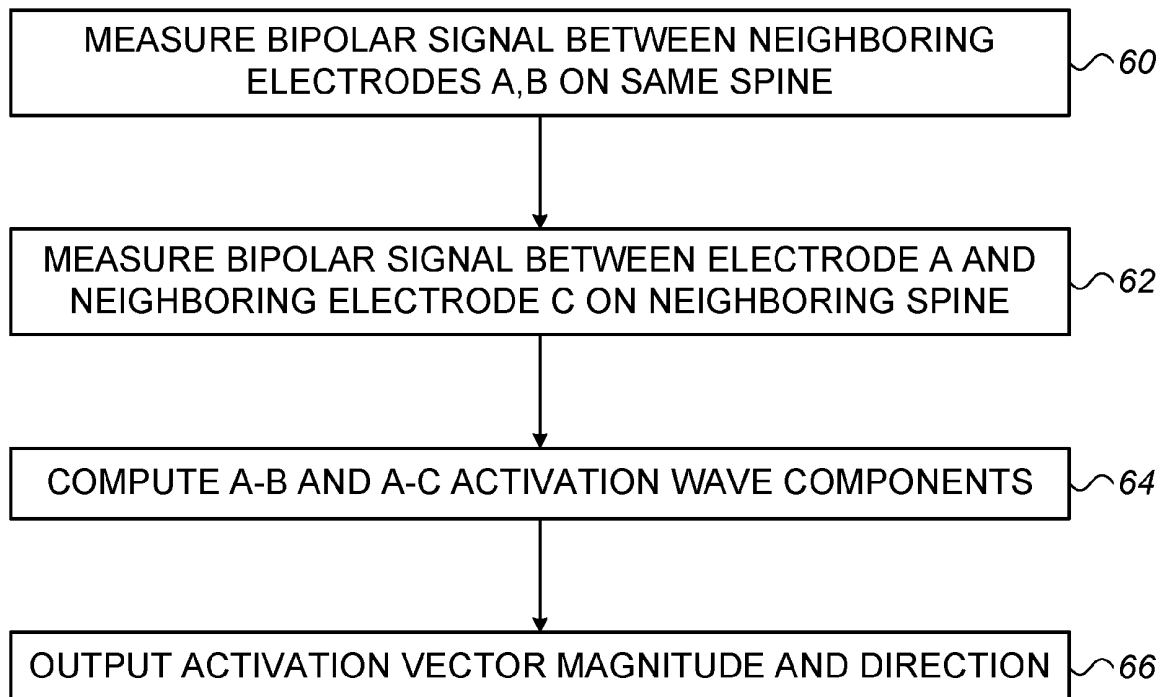 MEASURE BIPOLAR SIGNAL BETWEEN NEIGHBORING
ELECTRODES A,B ON SAME SPINE
60
MEASURE BIPOLAR SIGNAL BETWEEN ELECTRODE A AND
NEIGHBORING ELECTRODE C ON NEIGHBORING SPINE
62
COMPUTE A-B AND A-C ACTIVATION WAVE COMPONENTS
64
OUTPUT ACTIVATION VECTOR MAGNITUDE AND DIRECTION
66